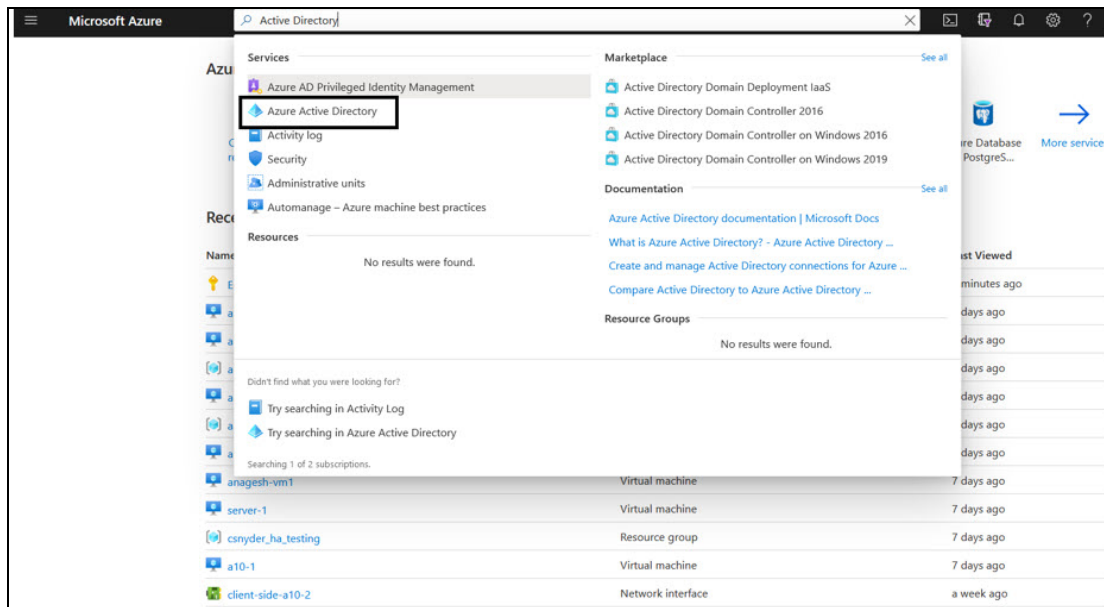 Microsoft Azure
Active Directory
Services
Azure AD Privileged Identity Management
Azure Active Directory
Activity log
Security
Administrative units
Automanage – Azure machine best practices
Resources
No results were found.
Marketplace
See all
Active Directory Domain Deployment IaaS
Active Directory Domain Controller 2016
Active Directory Domain Controller on Windows 2016
Active Directory Domain Controller on Windows 2019
Documentation
See all
Azure Active Directory documentation | Microsoft Docs
What is Azure Active Directory? - Azure Active Directory ...
Create and manage Active Directory connections for Azure ...
Compare Active Directory to Azure Active Directory ...
Resource Groups
No results were found.
Didn't find what you were looking for?
Try searching in Activity Log
Try searching in Azure Active Directory
Searching 1 of 2 subscriptions.
Azu
Database
PostgreS...
More service
Rece
Name
Viewed
minutes ago
days ago
days ago
days ago
days ago
days ago
days ago
anagesh-vm1 Virtual machine 7 days ago
server-1 Virtual machine 7 days ago
csnyder_ha_testing Resource group 7 days ago
a10-1 Virtual machine 7 days ago
client-side-a10-2 Network interface a week ago